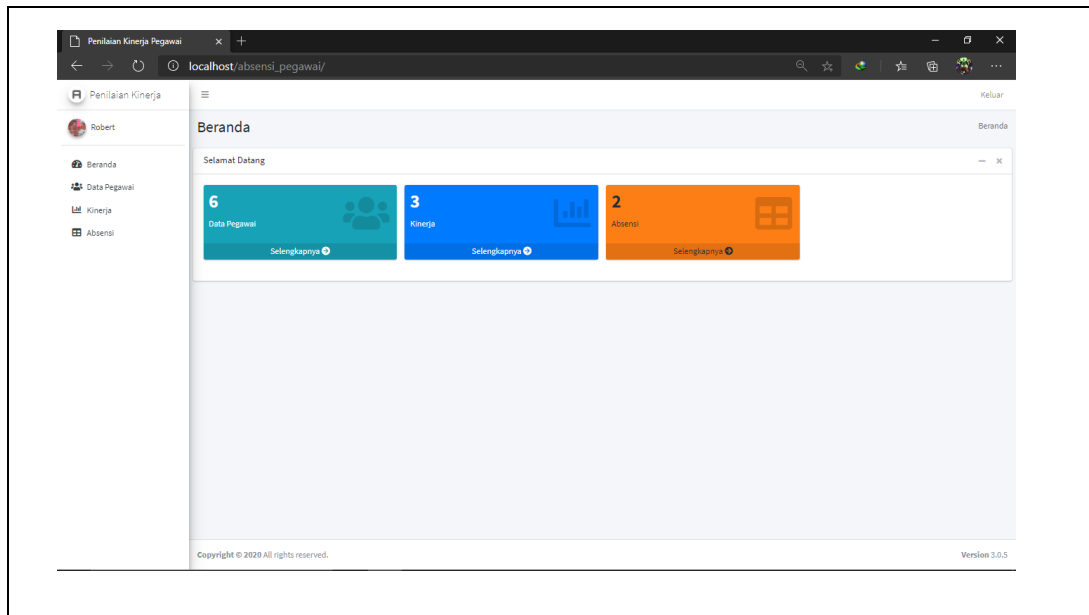 Penilaian Kinerja Pegawai
localhost/absensi_pegawai/
Penilaian Kinerja
Keluar
Robert
Beranda
Beranda
Beranda
Data Pegawai
Kinerja
Absensi
Selamat Datang
6
Data Pegawai
Selengkapnya
3
Kinerja
Selengkapnya
2
Absensi
Selengkapnya
Copyright © 2020 All rights reserved.
Version 3.0.5